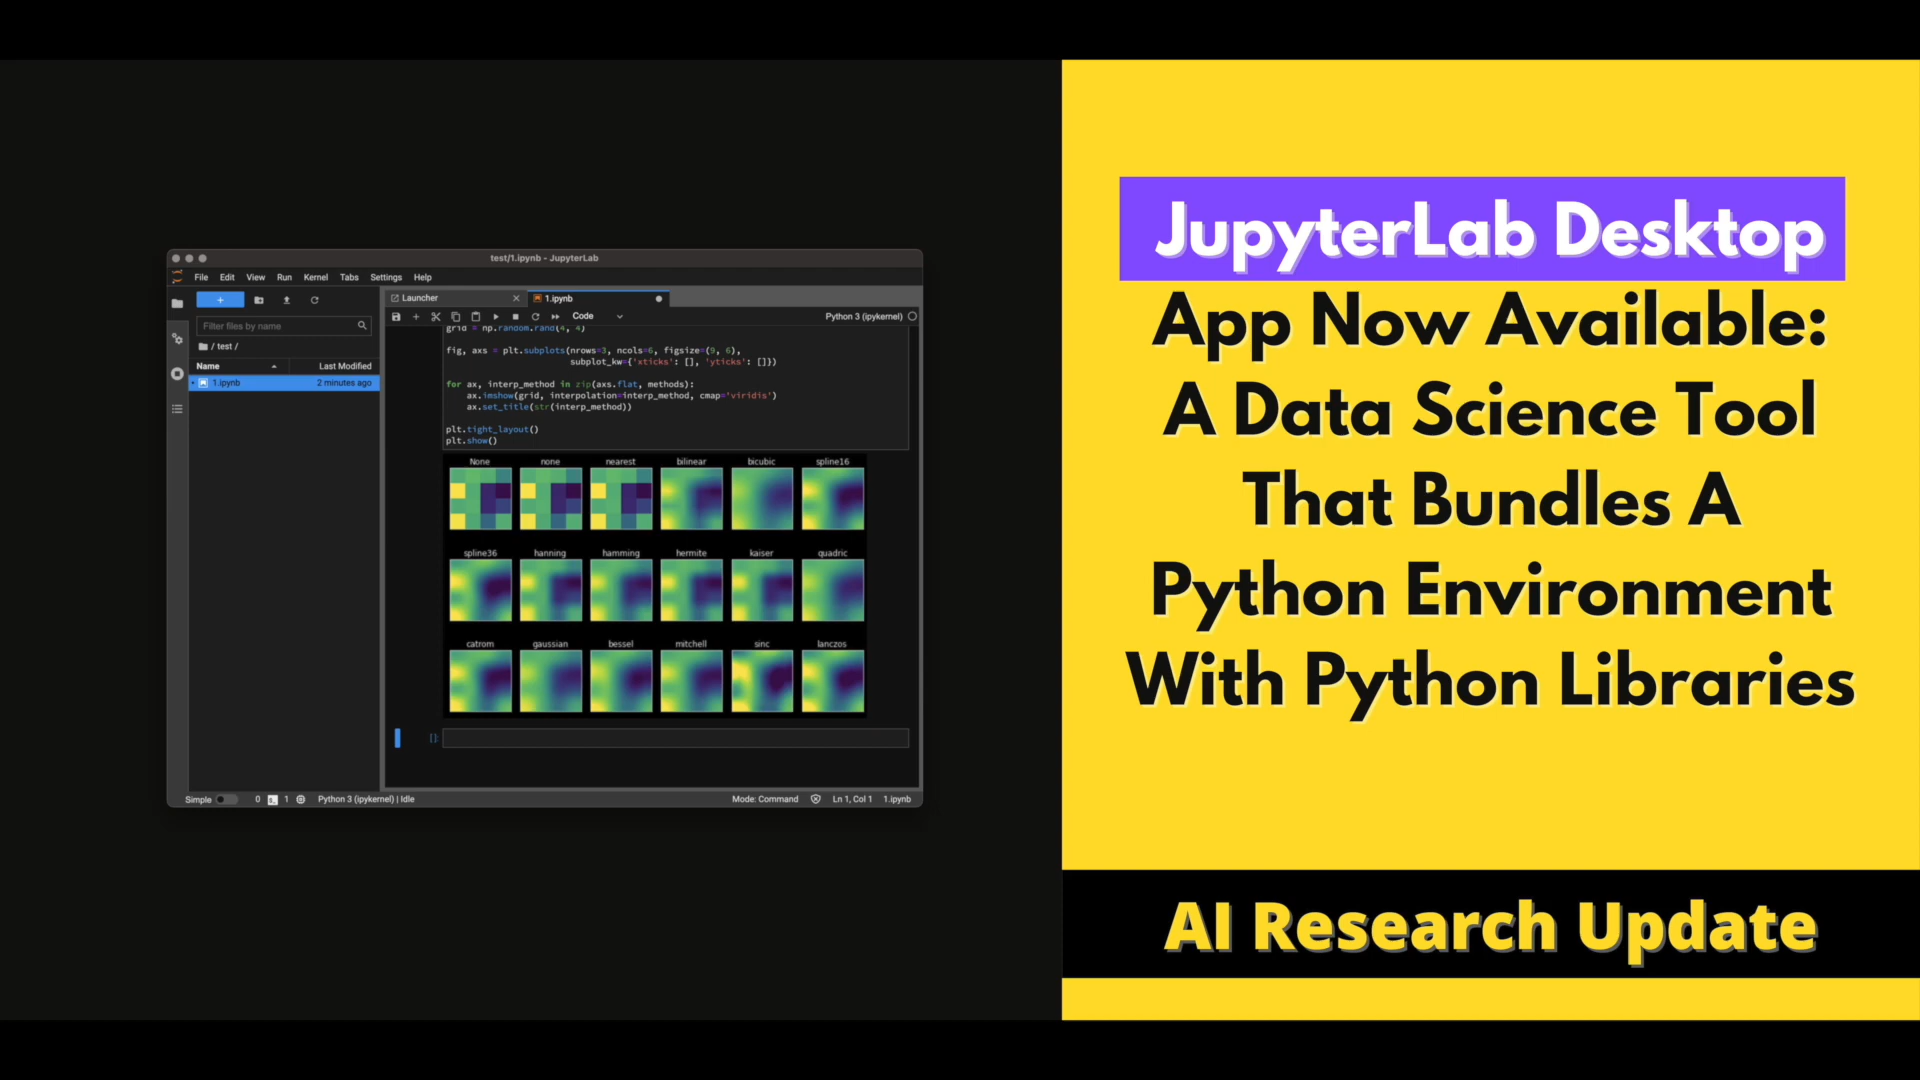 test/1.ipynb - JupyterLab
File Edit View Run Kernel Tabs Settings Help
+
Filter files by name
/ test /
Name Last Modified
1.ipynb 2 minutes ago
Launcher
1.ipynb
Code
Python 3 (ipykernel)
grid = np.random.rand(4, 4)
fig, axs = plt.subplots(nrows=3, ncols=6, figsize=(9, 6),
subplot_kw={'xticks': [], 'yticks': []})
for ax, interp_method in zip(axs.flat, methods):
ax.imshow(grid, interpolation=interp_method, cmap='viridis')
ax.set_title(str(interp_method))
plt.tight_layout()
plt.show()
None none nearest bilinear bicubic spline16
spline36 hanning hamming hermite kaiser quadric
catrom gaussian bessel mitchell sinc lanczos
[]:
Simple 0 1 Python 3 (ipykernel) | Idle Mode: Command Ln 1, Col 1 1.ipynb
JupyterLab Desktop
App Now Available:
A Data Science Tool
That Bundles A
Python Environment
With Python Libraries
AI Research Update